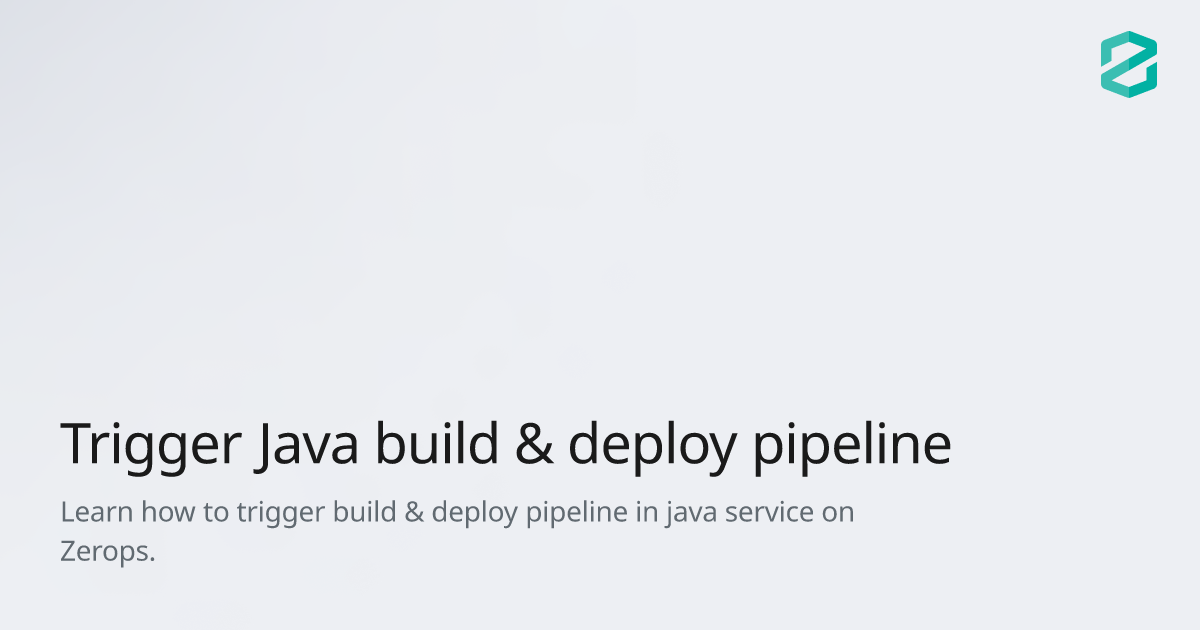 Trigger Java build & deploy pipeline
Learn how to trigger build & deploy pipeline in java service on
Zerops.